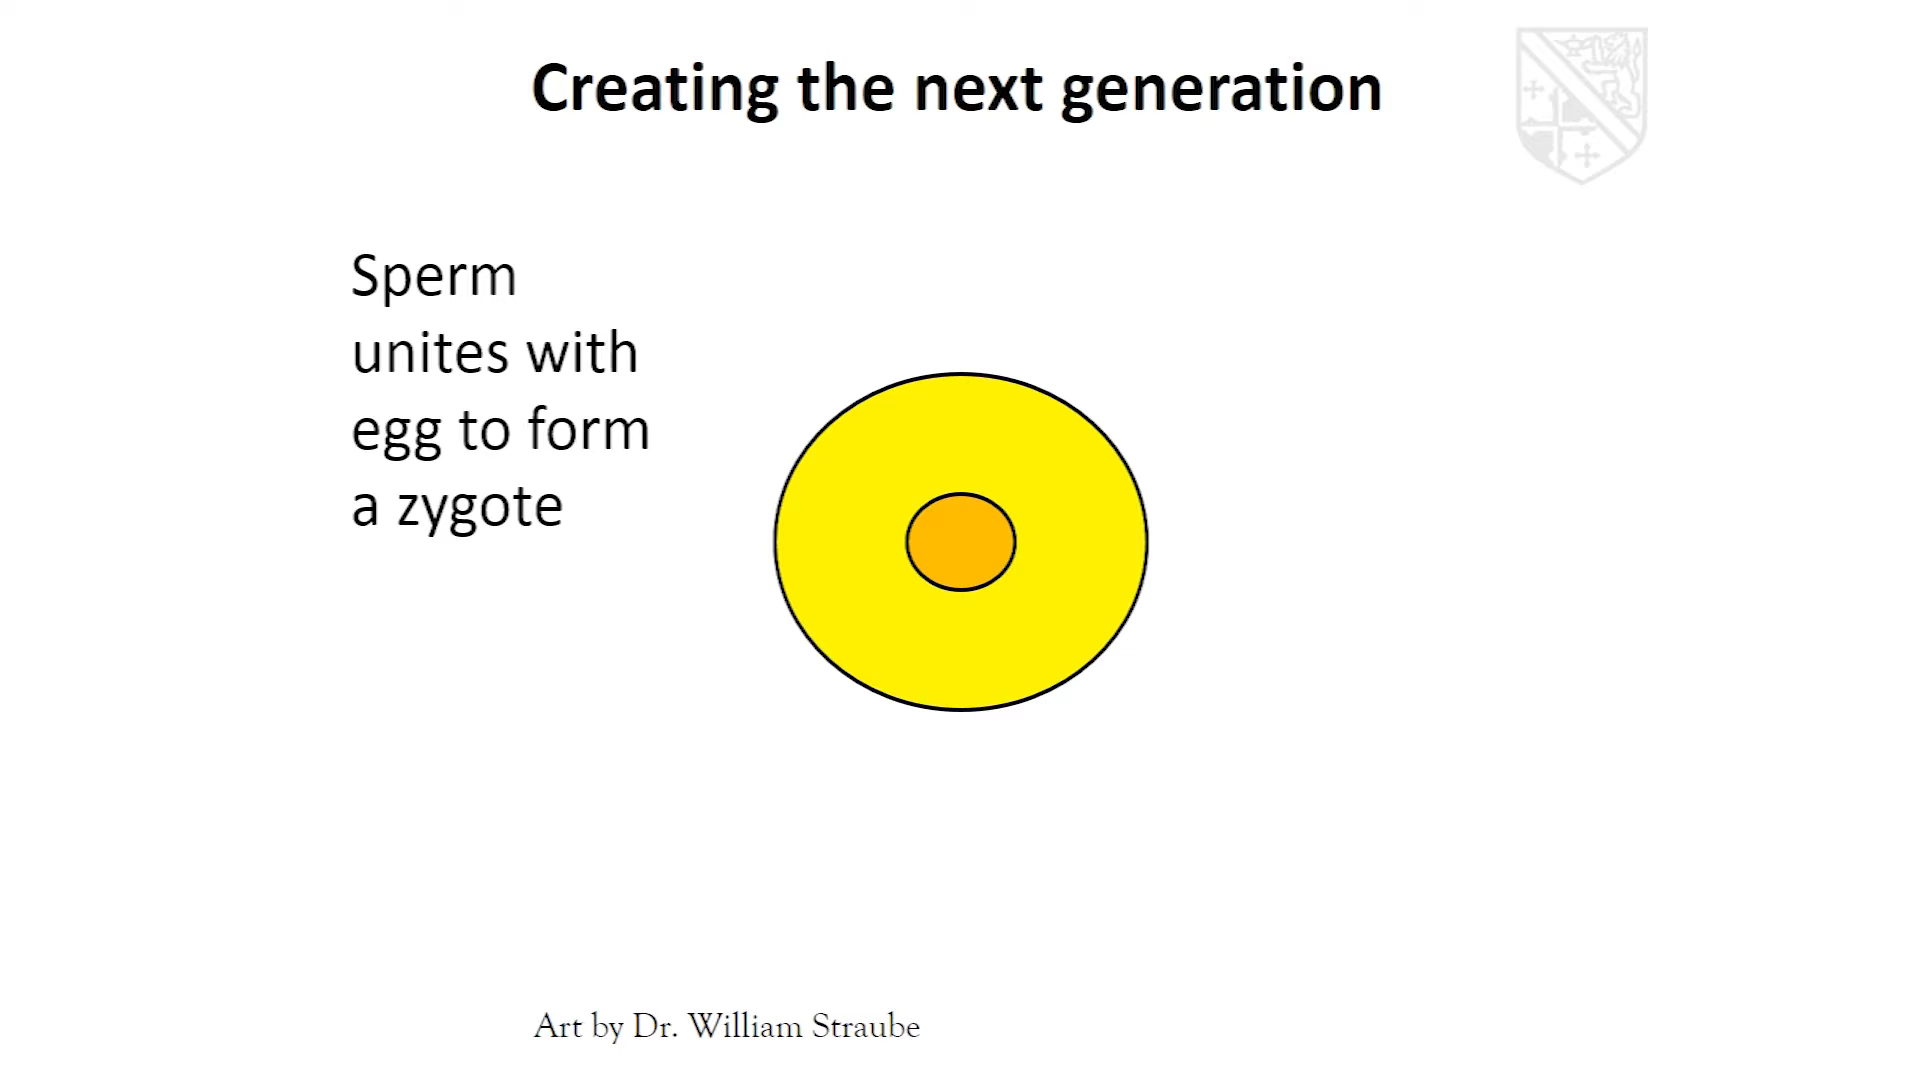 Creating the next generation
Sperm
unites with
egg to form
a zygote
Art by Dr. William Straube